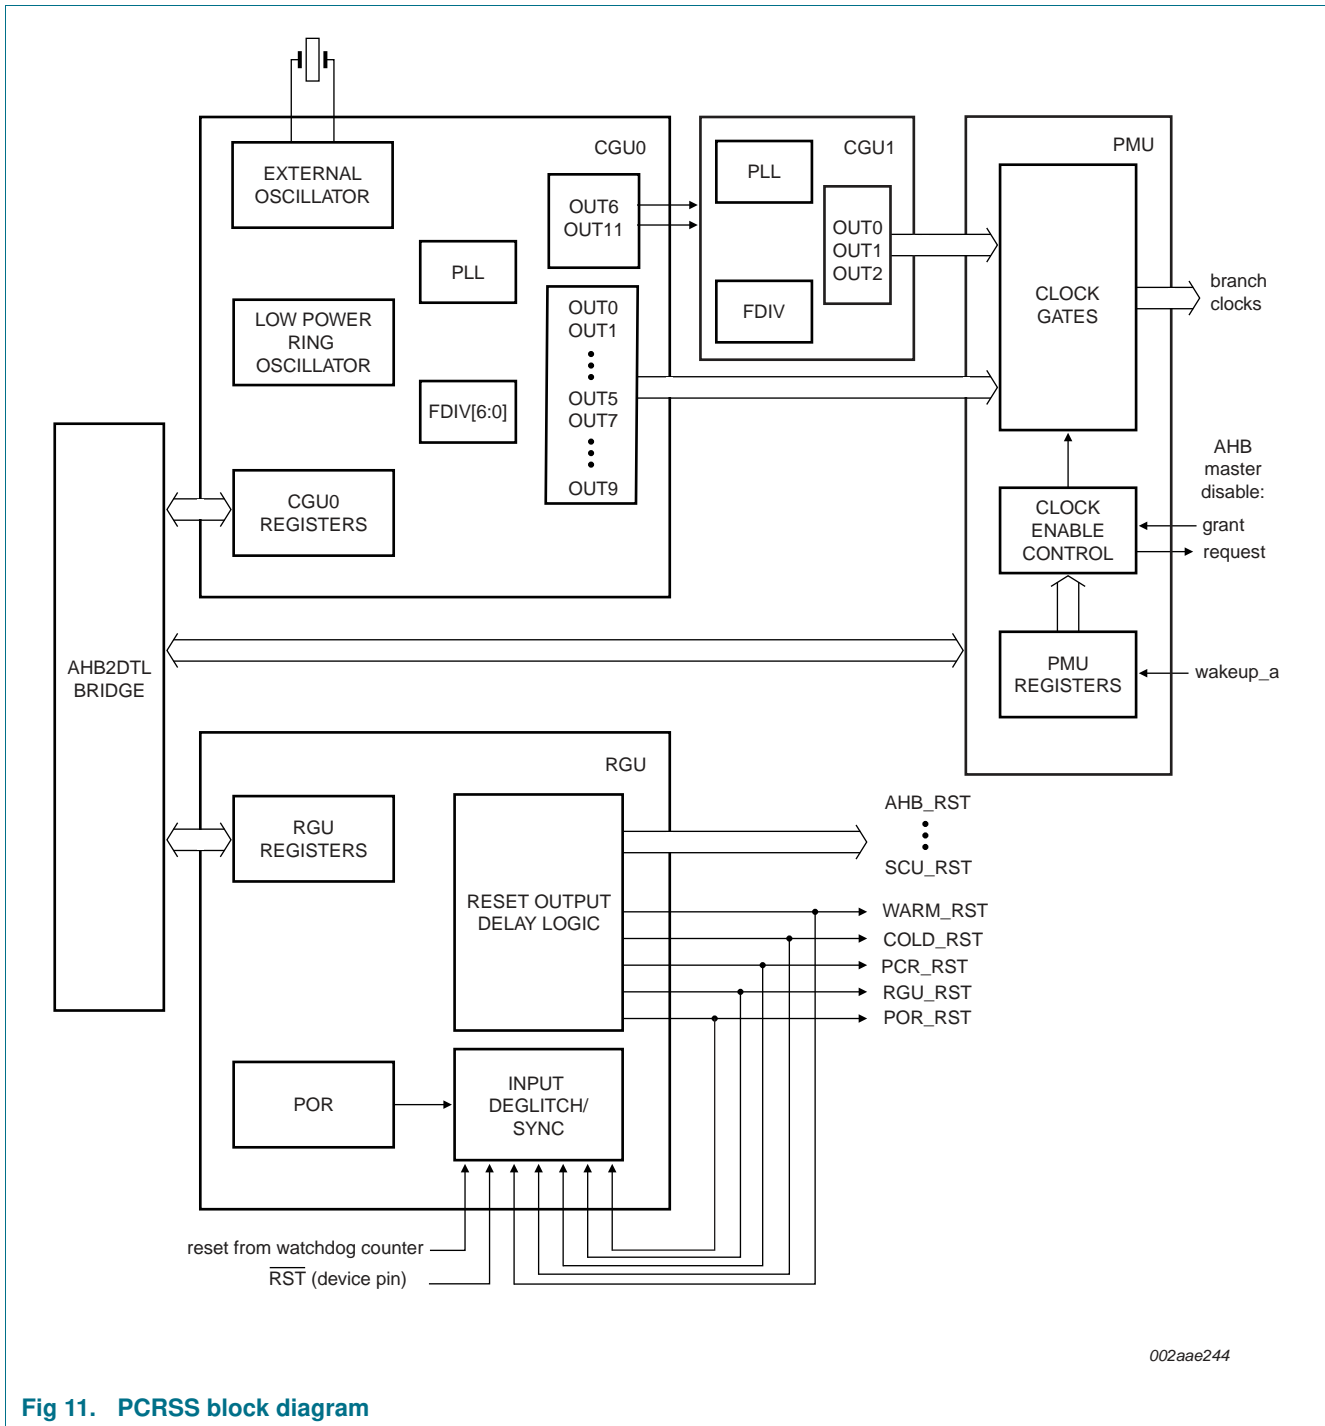 CGU0
EXTERNAL
OSCILLATOR
LOW POWER
RING
OSCILLATOR
CGU0
REGISTERS
PLL
FDIV[6:0]
OUT6
OUT11
OUT0
OUT1
OUT5
OUT7
OUT9
CGU1
PLL
FDIV
OUT0
OUT1
OUT2
PMU
CLOCK
GATES
branch
clocks
CLOCK
ENABLE
CONTROL
AHB
master
disable:
grant
request
PMU
REGISTERS
wakeup_a
AHB2DTL
BRIDGE
RGU
RGU
REGISTERS
RESET OUTPUT
DELAY LOGIC
AHB_RST
SCU_RST
WARM_RST
COLD_RST
PCR_RST
RGU_RST
POR_RST
POR
INPUT
DEGLITCH/
SYNC
reset from watchdog counter
RST (device pin)
002aae244
Fig 11. PCRSS block diagram